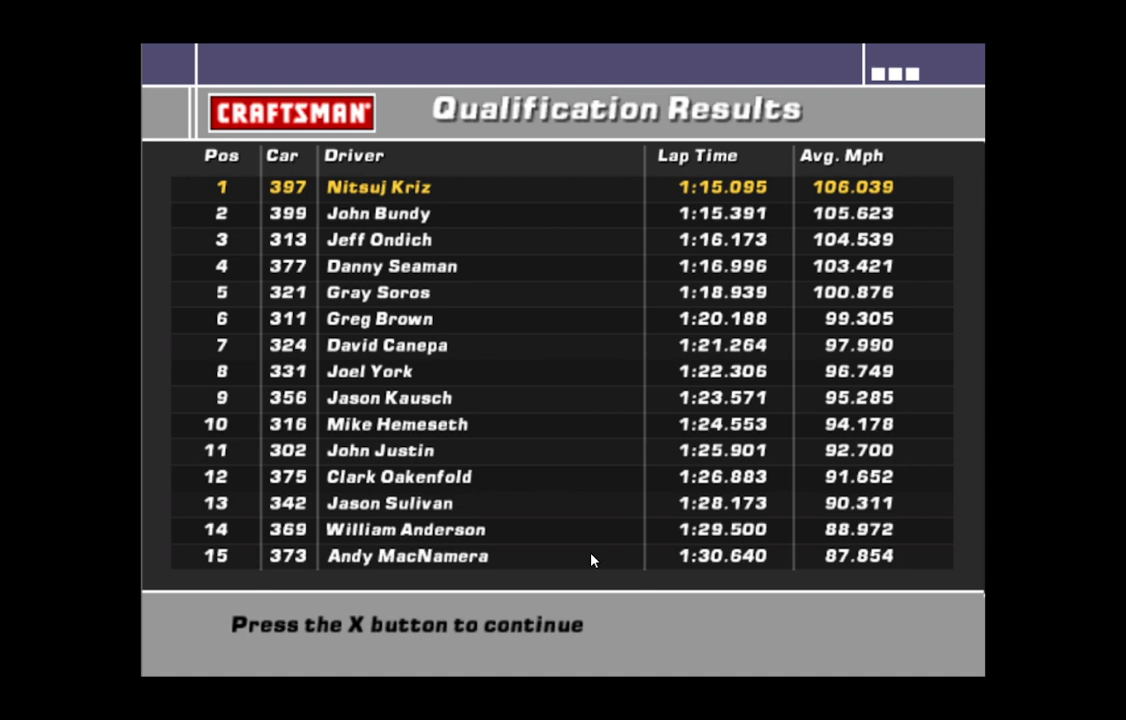 CRAFTSMAN Qualification Results
Pos Car Driver Lap Time Avg. Mph
1 397 Nitsuj Kriz 1:15.095 106.039
2 399 John Bundy 1:15.391 105.623
3 313 Jeff Ondich 1:16.173 104.539
4 377 Danny Seaman 1:16.996 103.421
5 321 Gray Soros 1:18.939 100.876
6 311 Greg Brown 1:20.188 99.305
7 324 David Canepa 1:21.264 97.990
8 331 Joel York 1:22.306 96.749
9 356 Jason Kausch 1:23.571 95.285
10 316 Mike Hemeseth 1:24.553 94.178
11 302 John Justin 1:25.901 92.700
12 375 Clark Oakenfold 1:26.883 91.652
13 342 Jason Sulivan 1:28.173 90.311
14 369 William Anderson 1:29.500 88.972
15 373 Andy MacNamera 1:30.640 87.854
Press the X button to continue